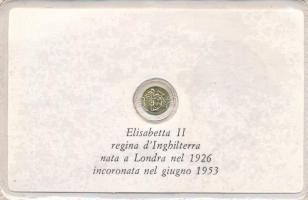 Elisabetta II
regina d'Inghilterra
nata a Londra nel 1926
incoronata nel giugno 1953